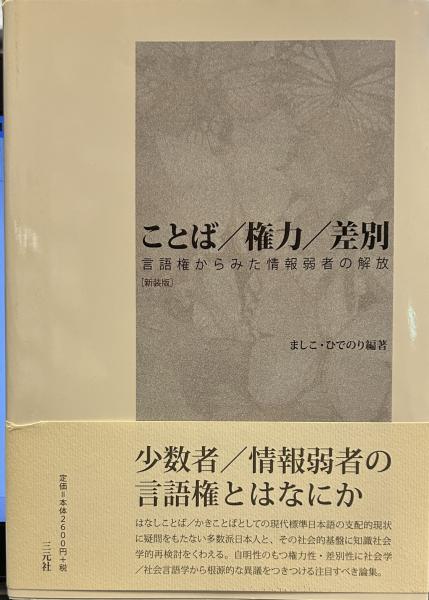 ことば／権力／差別
言語権からみた情報弱者の解放
［新装版］
ましこ・ひでのり編著
少数者／情報弱者の
言語権とはなにか
はなしことば／かきことばとしての現代標準日本語の支配的現状
に疑問をもたない多数派日本人と、その社会的基盤に知識社会
学的再検討をくわえる。自明性のもつ権力性・差別性に社会学
／社会言語学から根源的な異議をつきつける注目すべき論集。
定価＝本体2600円＋税
三元社